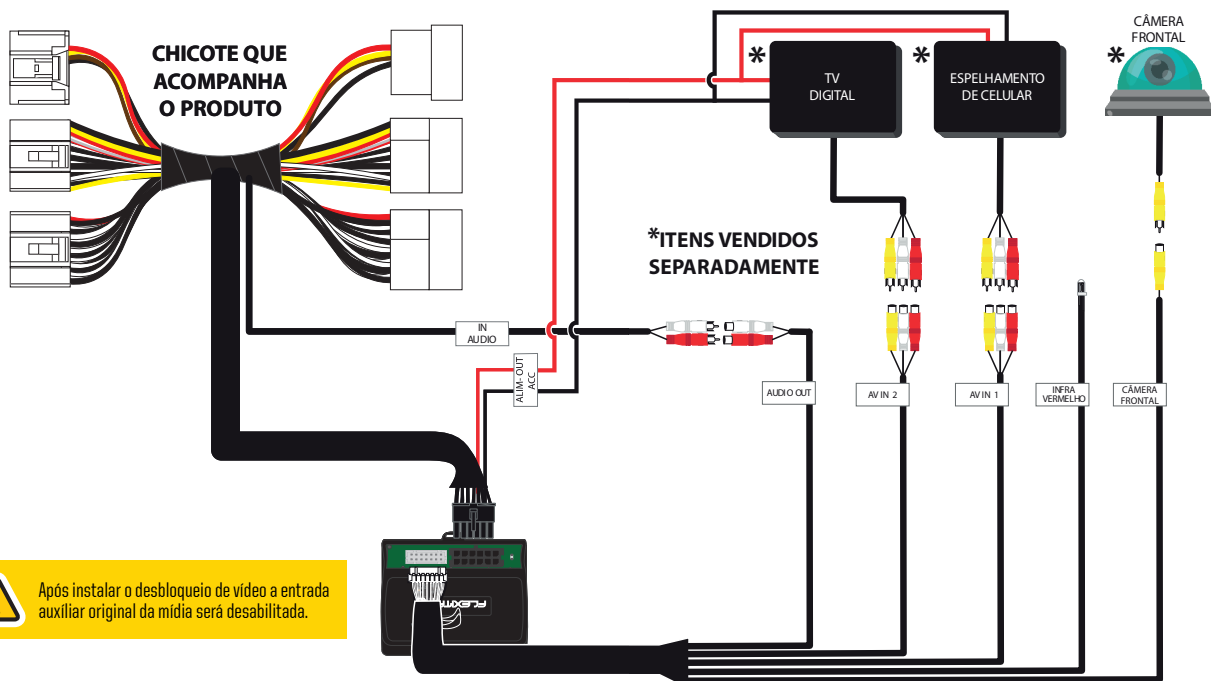 CHICOTE QUE
ACOMPANHA
O PRODUTO
*
TV
DIGITAL
*
ESPELHAMENTO
DE CELULAR
CÂMERA
FRONTAL
*
*ITENS VENDIDOS
SEPARADAMENTE
IN
AUDIO
ALIM- OUT
ACC
AUDIO OUT
AV IN 2
AV IN 1
INFRA
VERMELHO
CÂMERA
FRONTAL
Após instalar o desbloqueio de vídeo a entrada
auxíliar original da mídia será desabilitada.